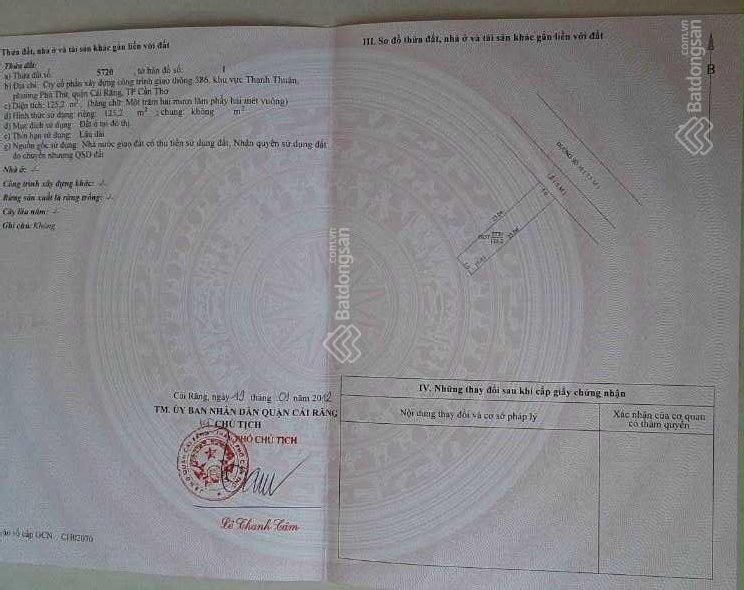 Thửa đất, nhà ở và tài sản khác gắn liền với đất
Thửa đất:
a) Thửa đất số: 5720, tờ bản đồ số: 1
b) Địa chỉ: Cty cổ phần xây dựng công trình giao thông 586, khu vực Thạnh Thuận,
phường Phú Thứ, quận Cái Răng, TP Cần Thơ
c) Diện tích: 125,2 m², (bằng chữ: Một trăm hai mươi lăm phẩy hai mét vuông)
d) Hình thức sử dụng: riêng: 125,2 m²; chung: không m²
đ) Mục đích sử dụng: Đất ở tại đô thị
e) Thời hạn sử dụng: Lâu dài
g) Nguồn gốc sử dụng: Nhà nước giao đất có thu tiền sử dụng đất, Nhận quyền sử dụng đất
do chuyển nhượng QSD đất
Nhà ở: -/-
Công trình xây dựng khác: -/-
Rừng sản xuất là rừng trồng: -/-
Cây lâu năm: -/-
Ghi chú: Không
Cái Răng, ngày 19 tháng 01 năm 2012
TM. ỦY BAN NHÂN DÂN QUẬN CÁI RĂNG
CHỦ TỊCH
PHÓ CHỦ TỊCH
Lê Thanh Tâm
vào sổ cấp GCN: CH02070
III. Sơ đồ thửa đất, nhà ở và tài sản khác gắn liền với đất
B
ĐƯỜNG SỐ
IV. Những thay đổi sau khi cấp giấy chứng nhận
Nội dung thay đổi và cơ sở pháp lý
Xác nhận của cơ quan
có thẩm quyền
Batdongsan
.com.vn
Batdongsan
.com.vn
Batdongsan
.com.vn